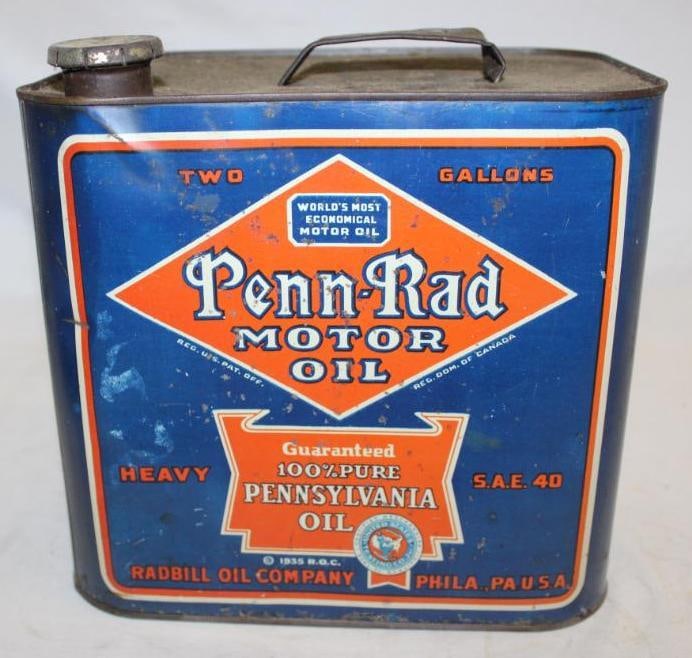 TWO GALLONS
WORLD'S MOST
ECONOMICAL
MOTOR OIL
Penn-Rad
MOTOR
OIL
REG. U.S. PAT. OFF.
REG. DOM. OF CANADA
Guaranteed
100% PURE
PENNSYLVANIA
OIL
HEAVY
S.A.E. 40
© 1935 R.O.C.
RADBILL OIL COMPANY PHILA., PA U.S.A.